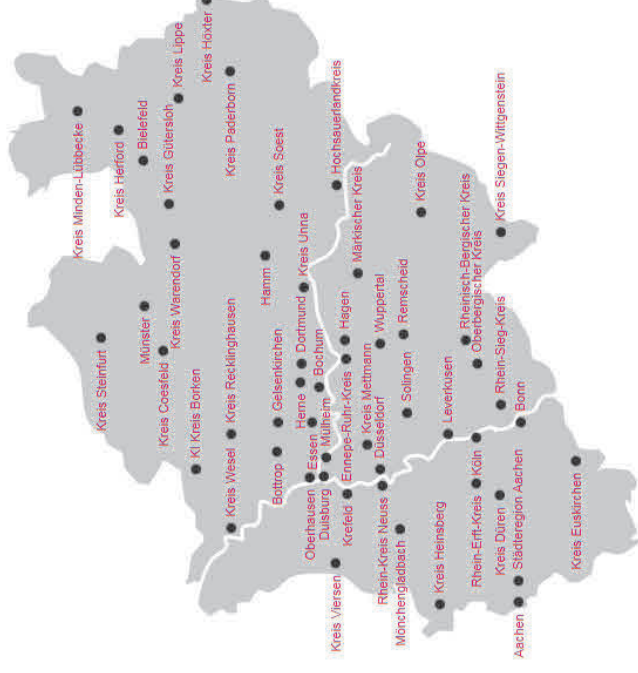 Kreis Minden-Lübbecke
Kreis Herford
Bielefeld
Kreis Gütersloh
Kreis Lippe
Kreis Höxter
Kreis Paderborn
Kreis Steinfurt
Münster
Kreis Coesfeld
Kreis Warendorf
KI Kreis Borken
Kreis Wesel
Kreis Recklinghausen
Hamm
Kreis Soest
Bottrop
Gelsenkirchen
Herne
Dortmund
Kreis Unna
Oberhausen
Essen
Bochum
Duisburg
Mülheim
Hochsauerlandkreis
Kreis Viersen
Krefeld
Ennepe-Ruhr-Kreis
Hagen
Märkischer Kreis
Kreis Mettmann
Rhein-Kreis Neuss
Düsseldorf
Wuppertal
Mönchengladbach
Solingen
Remscheid
Kreis Olpe
Kreis Heinsberg
Leverkusen
Rheinisch-Bergischer Kreis
Rhein-Erft-Kreis
Köln
Oberbergischer Kreis
Kreis Düren
Rhein-Sieg-Kreis
Kreis Siegen-Wittgenstein
Aachen
Städteregion Aachen
Bonn
Kreis Euskirchen